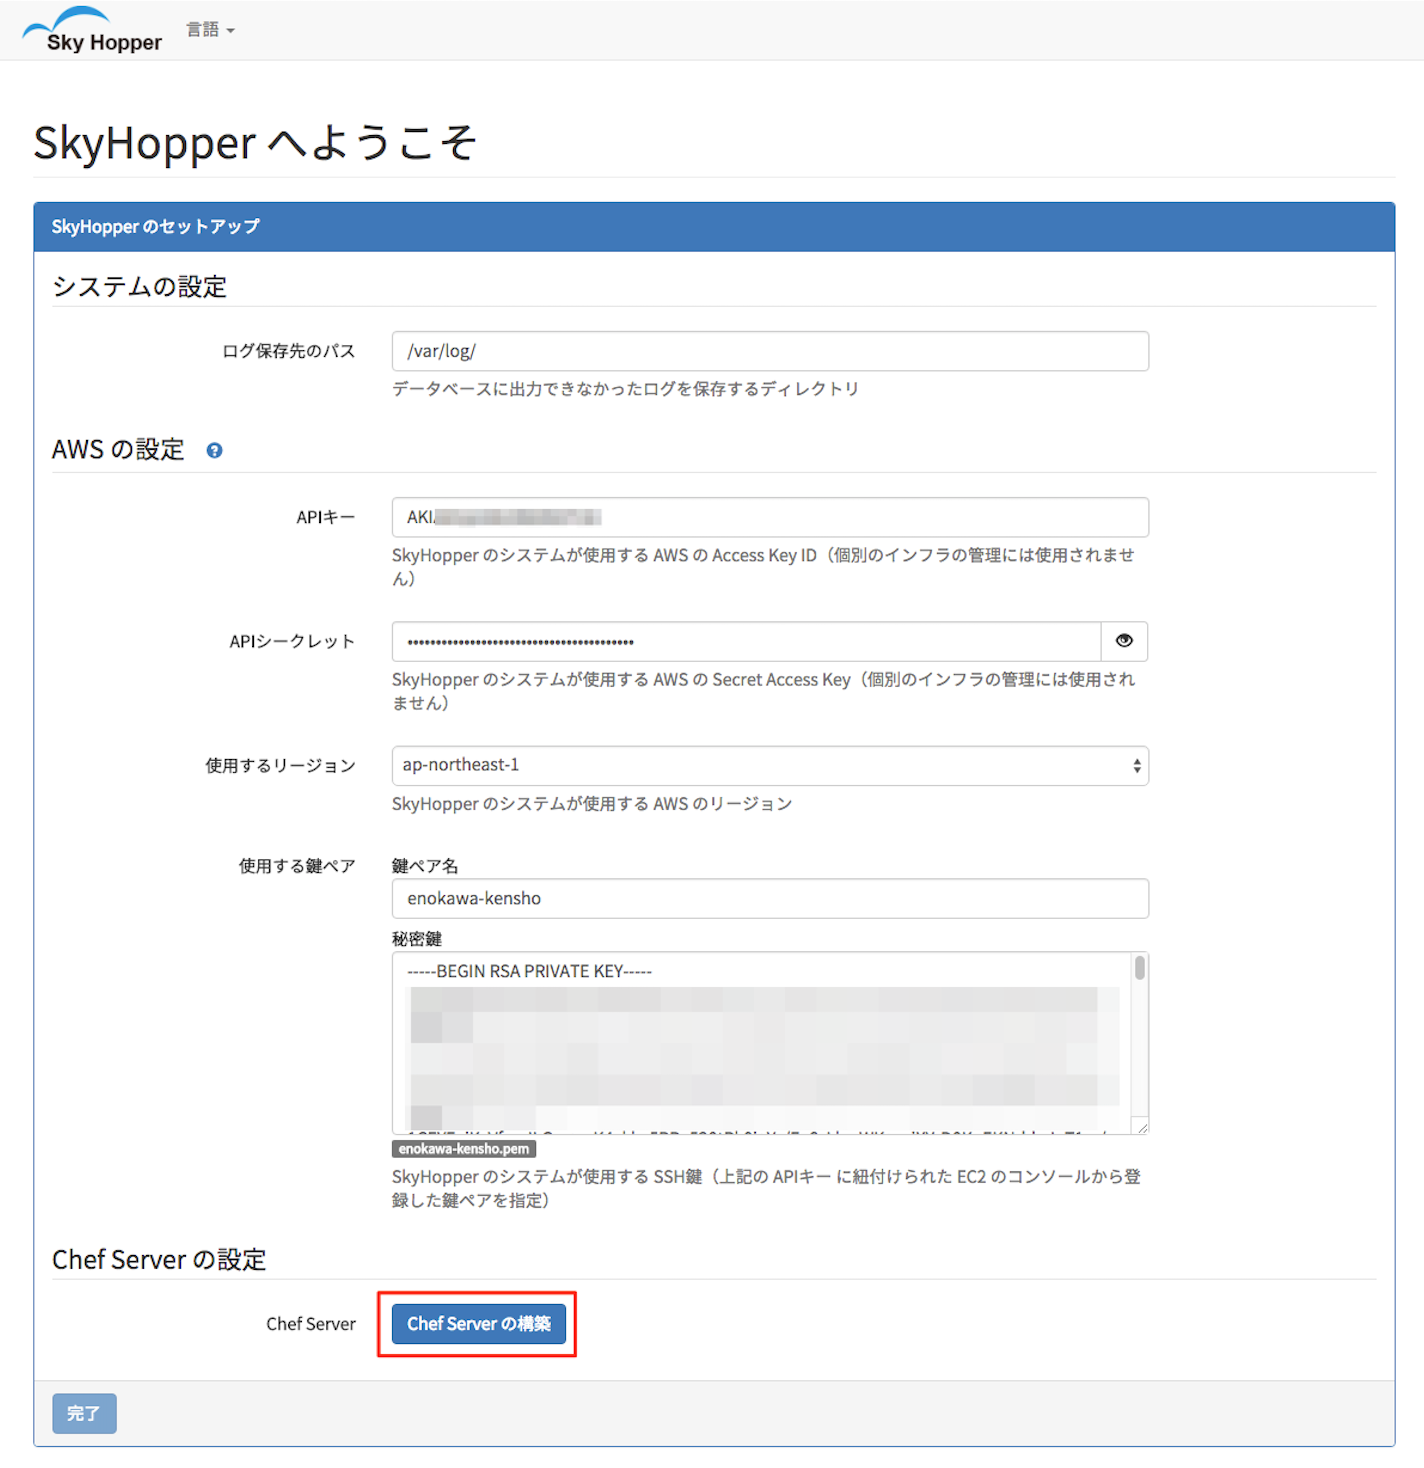 Sky Hopper
言語
SkyHopper へようこそ
SkyHopper のセットアップ
システムの設定
ログ保存先のパス
/var/log/
データベースに出力できなかったログを保存するディレクトリ
AWS の設定
APIキー
AKI
SkyHopper のシステムが使用する AWS の Access Key ID（個別のインフラの管理には使用されませ
ん）
APIシークレット
SkyHopper のシステムが使用する AWS の Secret Access Key（個別のインフラの管理には使用され
ません）
使用するリージョン
ap-northeast-1
SkyHopper のシステムが使用する AWS のリージョン
使用する鍵ペア
鍵ペア名
enokawa-kensho
秘密鍵
-----BEGIN RSA PRIVATE KEY-----
enokawa-kensho.pem
SkyHopper のシステムが使用する SSH鍵（上記の APIキー に紐付けられた EC2 のコンソールから登
録した鍵ペアを指定）
Chef Server の設定
Chef Server
Chef Server の構築
完了